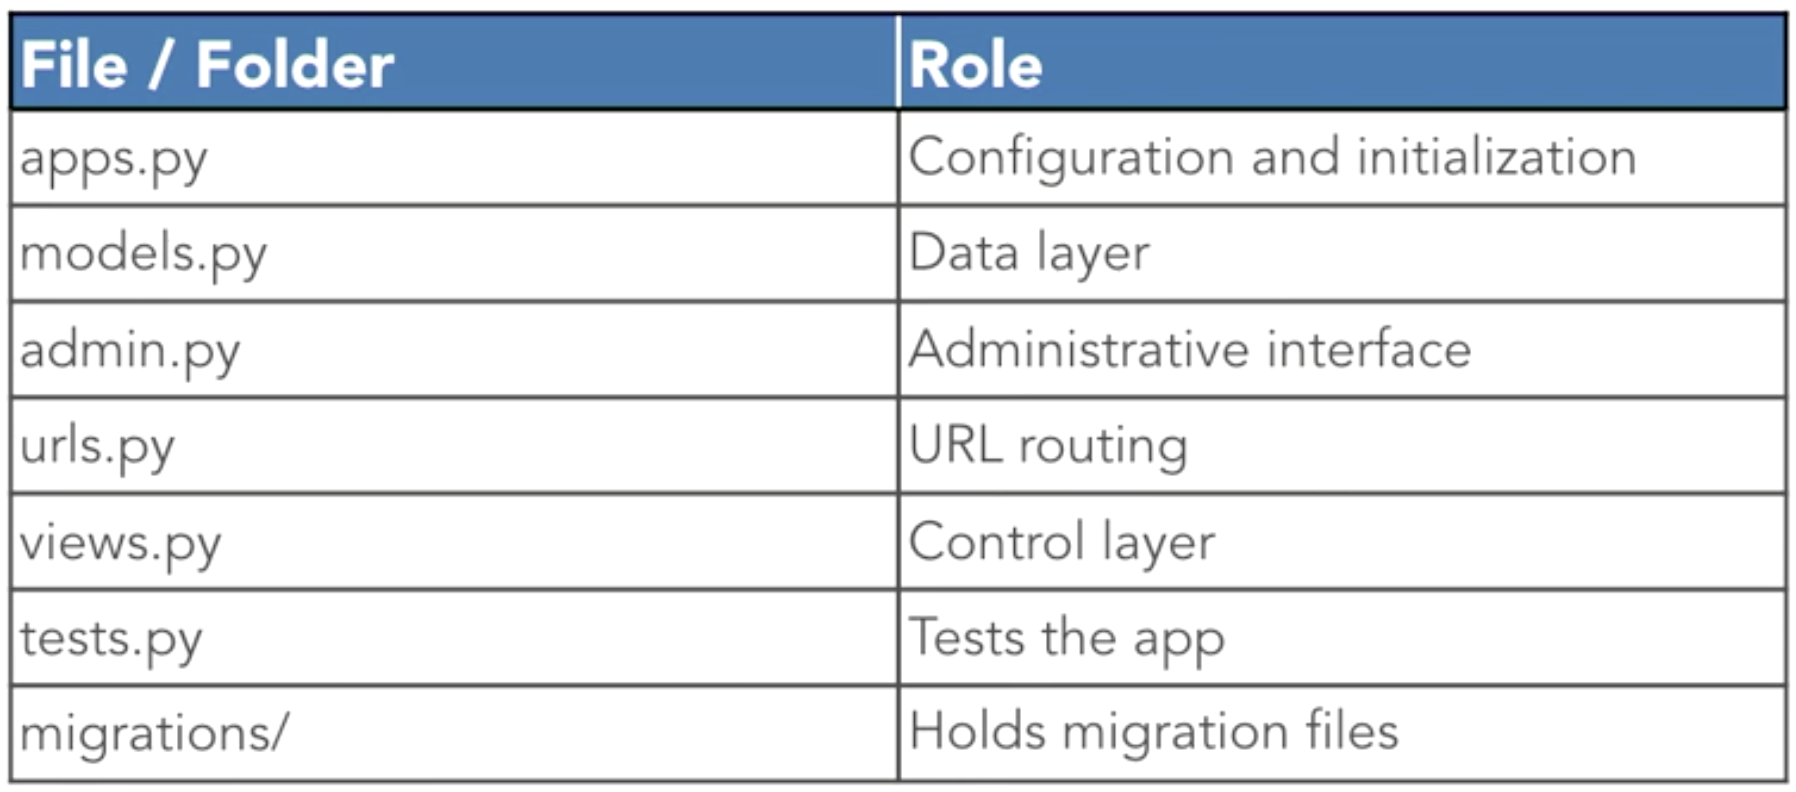 File / Folder Role
apps.py Configuration and initialization
models.py Data layer
admin.py Administrative interface
urls.py URL routing
views.py Control layer
tests.py Tests the app
migrations/ Holds migration files